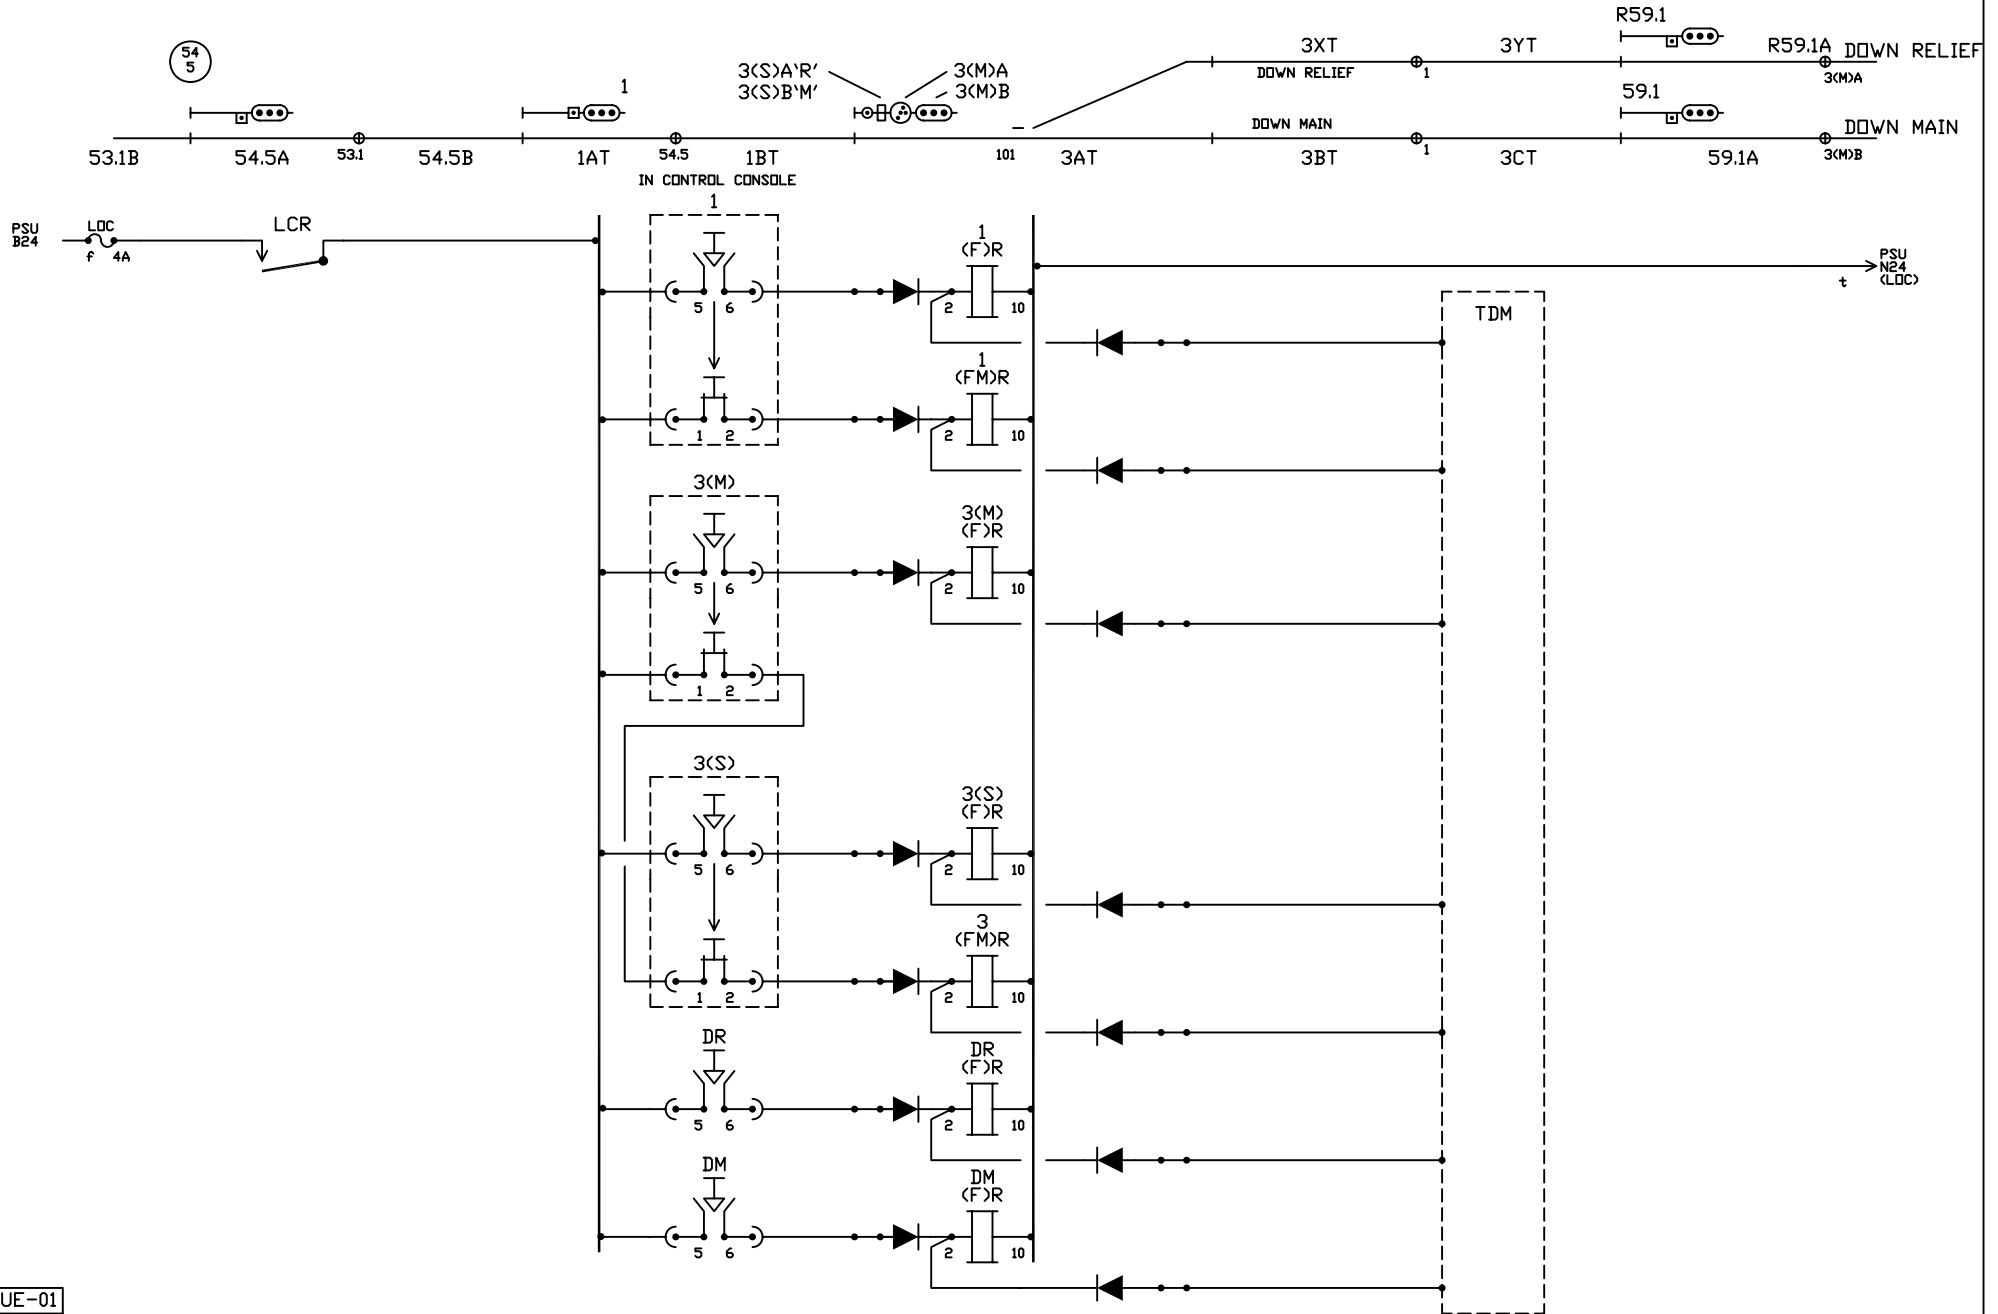 R59.1
3XT
3YT
R59.1A
DOWN RELIEF
54
5
3(S)A'R'
3(M)A
DOWN RELIEF
1
3(M)A
1
3(S)B'M'
3(M)B
59.1
DOWN MAIN
DOWN MAIN
53.1B
54.5A
53.1
54.5B
1AT
54.5
1BT
101
3AT
3BT
1
3CT
59.1A
3(M)B
IN CONTROL CONSOLE
1
PSU
B24
LOC
f 4A
LCR
1
(F)R
PSU
N24
(LOC)
t
5 6
2 10
TDM
1
(FM)R
1 2
2 10
3(M)
3(M)
(F)R
5 6
2 10
1 2
3(S)
3(S)
(F)R
5 6
2 10
3
(FM)R
1 2
2 10
DR
DR
(F)R
5 6
2 10
DM
DM
(F)R
5 6
2 10
UE-01